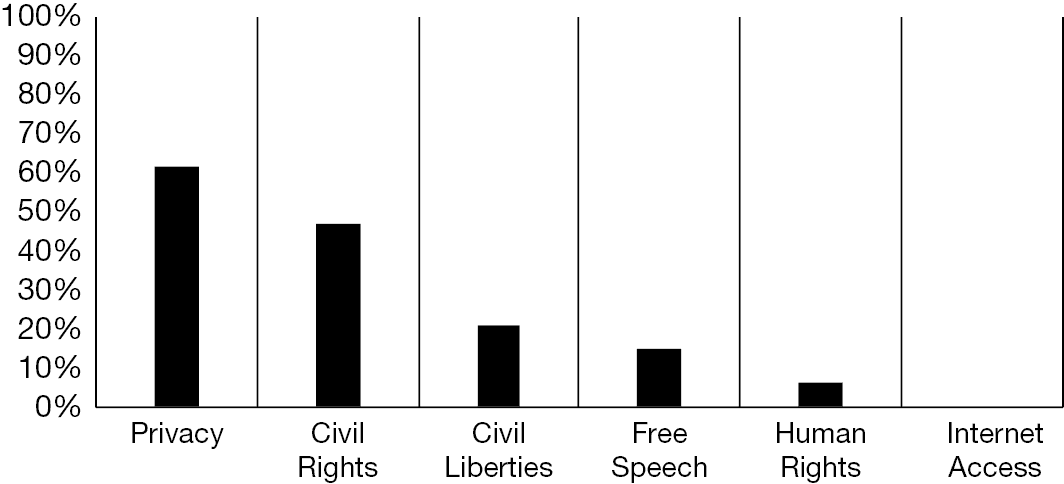 100%
90%
80%
70%
60%
50%
40%
30%
20%
10%
0%
Privacy
Civil
Rights
Civil
Liberties
Free
Speech
Human
Rights
Internet
Access